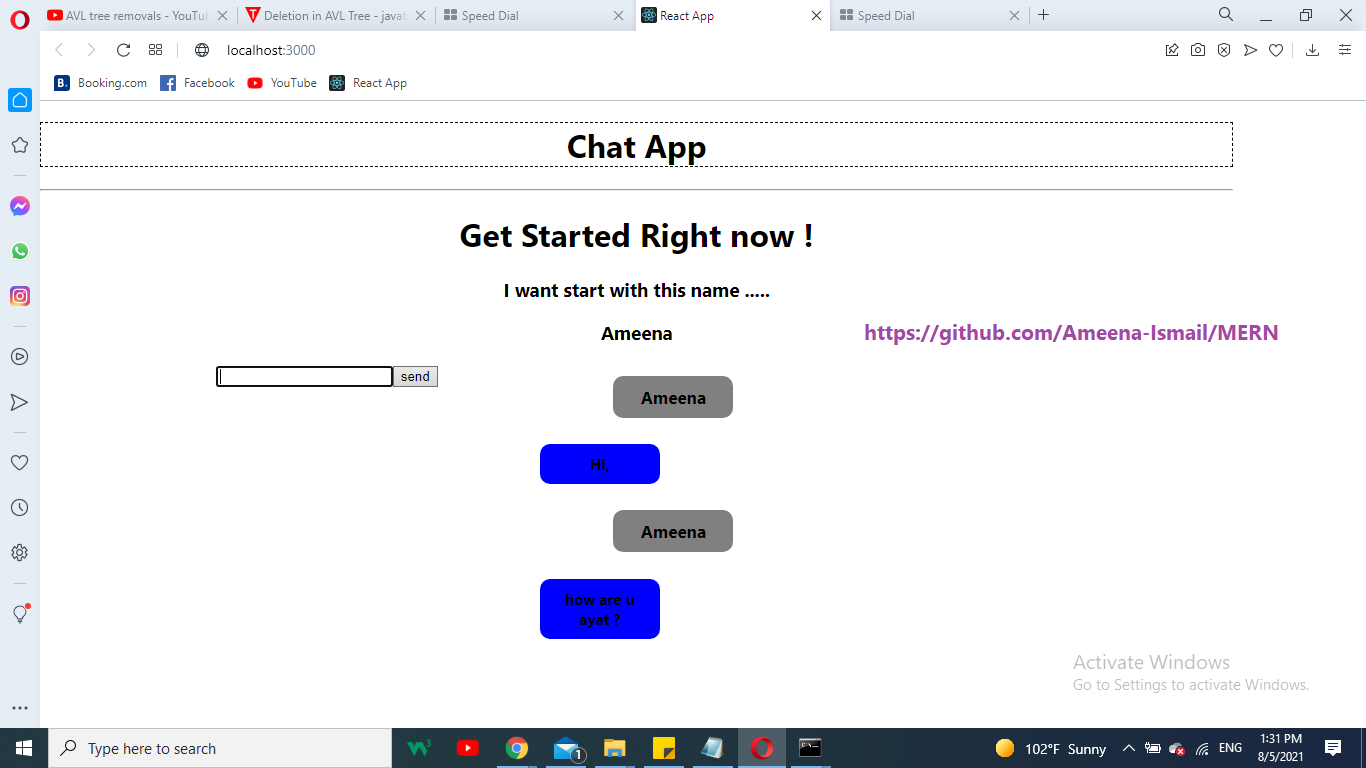 AVL tree removals - YouTu
Deletion in AVL Tree - javat
Speed Dial
React App
Speed Dial
localhost:3000
B. Booking.com
Facebook
YouTube
React App
Chat App
Get Started Right now !
I want start with this name .....
Ameena
https://github.com/Ameena-Ismail/MERN
send
Ameena
Hi,
Ameena
how are u
ayat ?
Activate Windows
Go to Settings to activate Windows.
Type here to search
W3
1
102°F Sunny
ENG
1:31 PM
8/5/2021